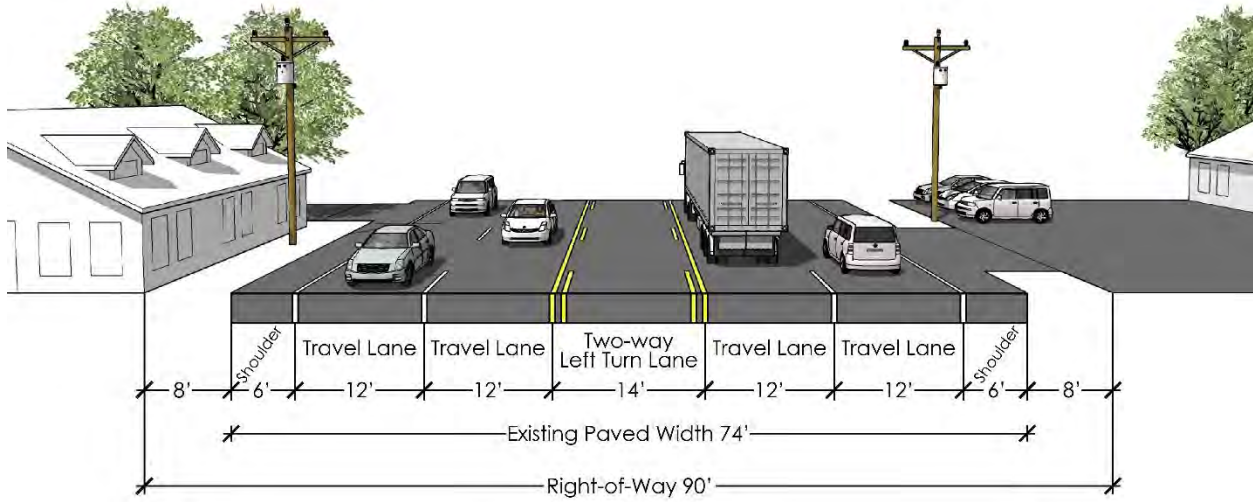 Shoulder
Travel Lane
Travel Lane
Two-way
Left Turn Lane
Travel Lane
Travel Lane
Shoulder
8'
6'
12'
12'
14'
12'
12'
6'
8'
Existing Paved Width 74'
Right-of-Way 90'